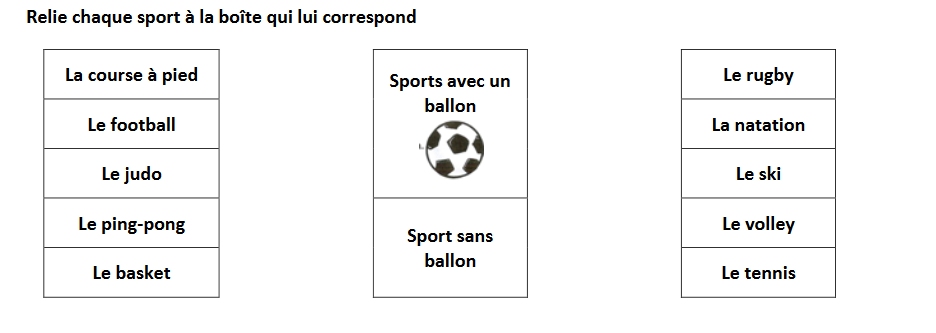 Relie chaque sport à la boîte qui lui correspond
La course à pied
Le football
Le judo
Le ping-pong
Le basket
Sports avec un
ballon
Sport sans
ballon
Le rugby
La natation
Le ski
Le volley
Le tennis